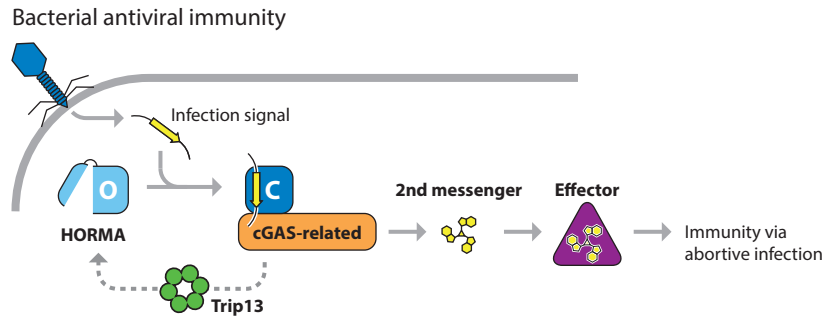 Bacterial antiviral immunity
Infection signal
O
HORMA
C
cGAS-related
2nd messenger
Effector
Immunity via
abortive infection
Trip13